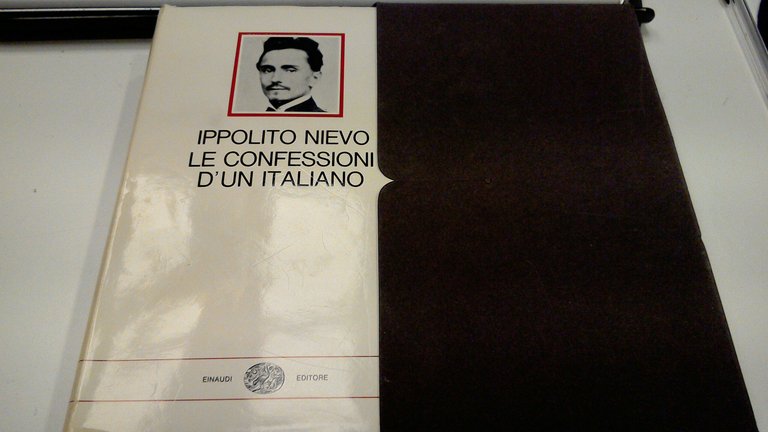 IPPOLITO NIEVO
LE CONFESSIONI
D'UN ITALIANO
EINAUDI EDITORE